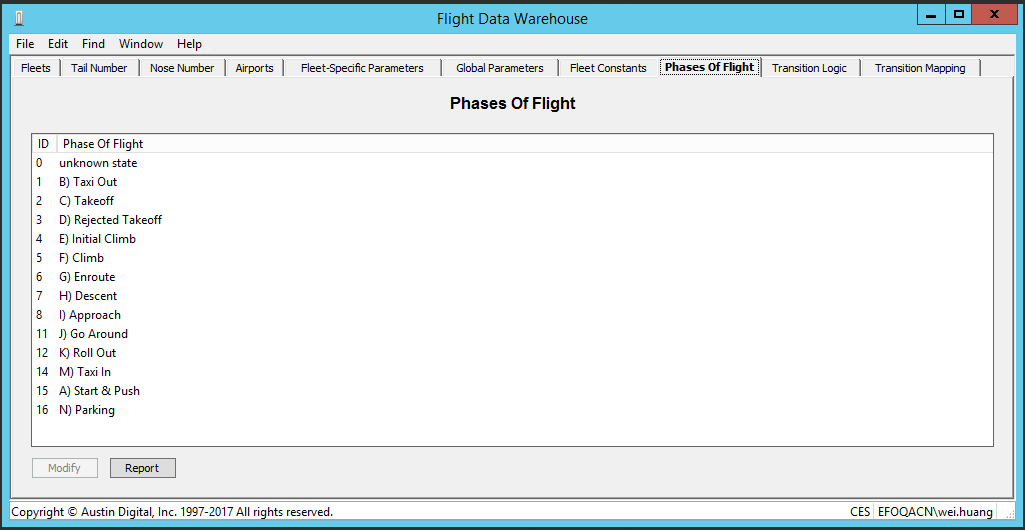 Flight Data Warehouse
File Edit Find Window Help
Fleets Tail Number Nose Number Airports Fleet-Specific Parameters Global Parameters Fleet Constants Phases Of Flight Transition Logic Transition Mapping
Phases Of Flight
ID Phase Of Flight
0 unknown state
1 B) Taxi Out
2 C) Takeoff
3 D) Rejected Takeoff
4 E) Initial Climb
5 F) Climb
6 G) Enroute
7 H) Descent
8 I) Approach
11 J) Go Around
12 K) Roll Out
14 M) Taxi In
15 A) Start & Push
16 N) Parking
Modify Report
Copyright © Austin Digital, Inc. 1997-2017 All rights reserved. CES EFOQACN\wei.huang